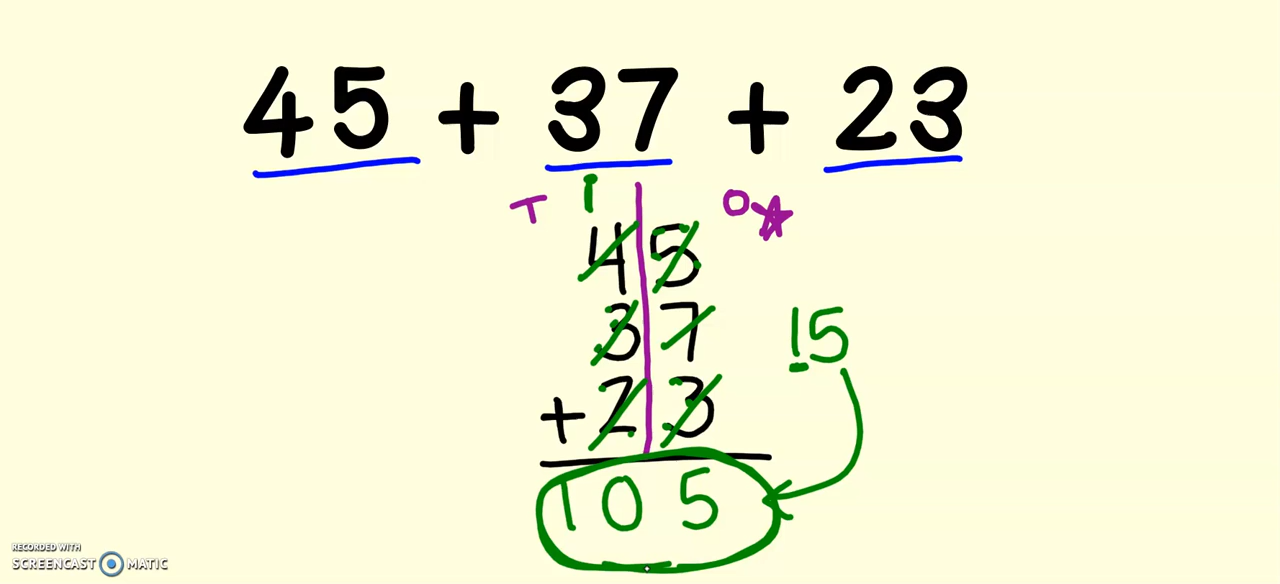 45 + 37 + 23
1
T O
45
37
15
+ 23
105
RECORDED WITH
SCREENCAST MATIC